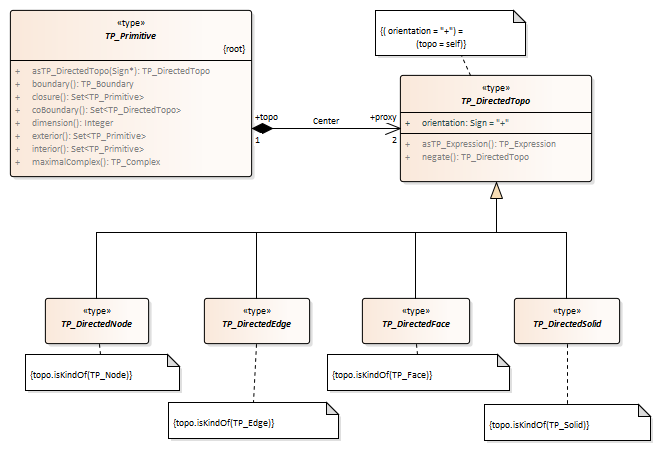 «type»
TP_Primitive
{root}
+ asTP_DirectedTopo(Sign*): TP_DirectedTopo
+ boundary(): TP_Boundary
+ closure(): Set<TP_Primitive>
+ coBoundary(): Set<TP_DirectedTopo>
+ dimension(): Integer
+ exterior(): Set<TP_Primitive>
+ interior(): Set<TP_Primitive>
+ maximalComplex(): TP_Complex
{( orientation = "+") =
(topo = self)}
+topo
1
Center
+proxy
2
«type»
TP_DirectedTopo
+ orientation: Sign = "+"
+ asTP_Expression(): TP_Expression
+ negate(): TP_DirectedTopo
«type»
TP_DirectedNode
«type»
TP_DirectedEdge
«type»
TP_DirectedFace
«type»
TP_DirectedSolid
{topo.isKindOf(TP_Node)}
{topo.isKindOf(TP_Edge)}
{topo.isKindOf(TP_Face)}
{topo.isKindOf(TP_Solid)}